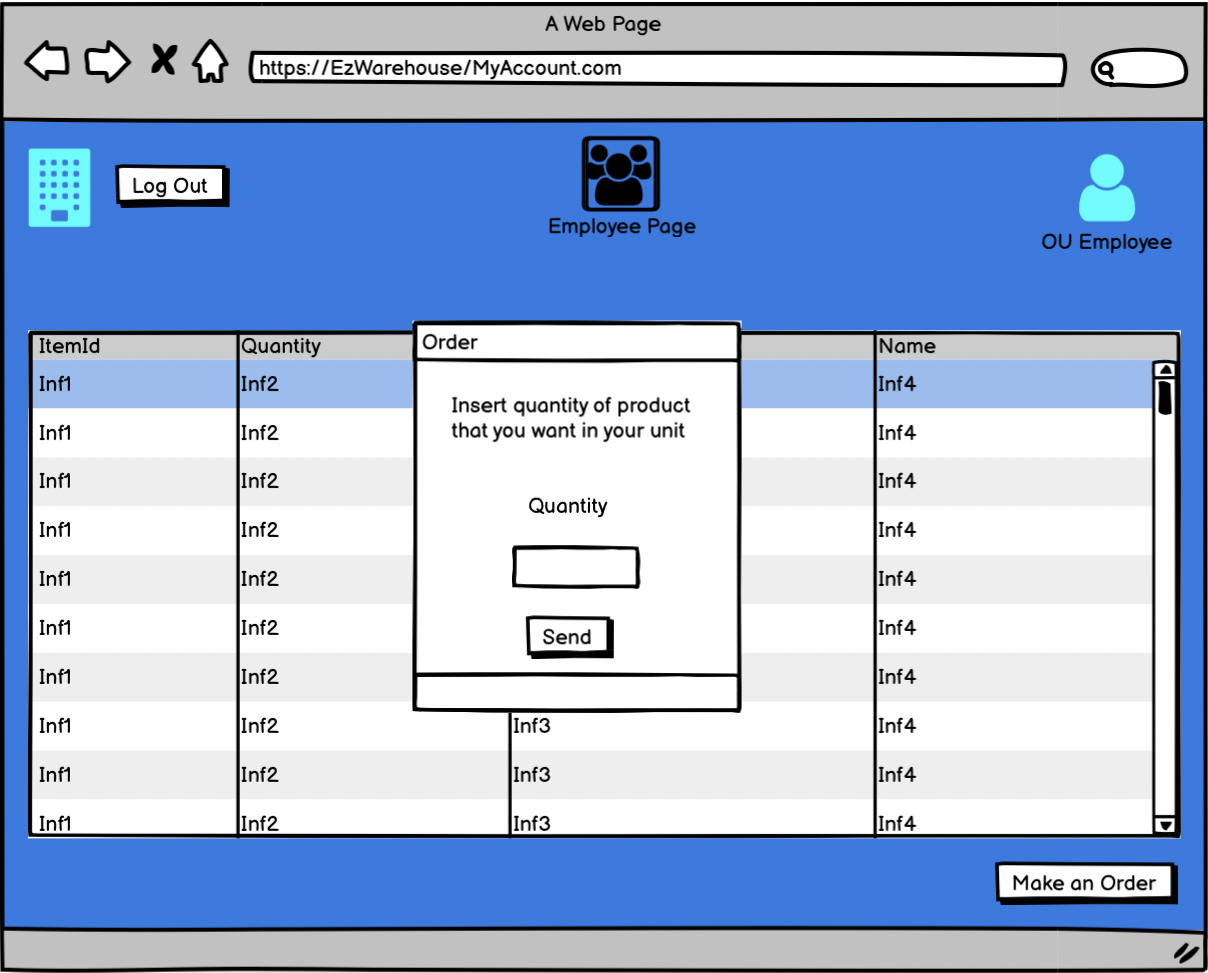 A Web Page
https://EzWarehouse/MyAccount.com
Log Out
Employee Page
OU Employee
ItemId Quantity Name
Order
Inf1 Inf2 Inf4
Insert quantity of product
that you want in your unit
Inf1 Inf2 Inf4
Inf1 Inf2 Inf4
Quantity
Inf1 Inf2 Inf4
Inf1 Inf2 Inf4
Inf1 Inf2 Inf4
Send
Inf1 Inf2 Inf4
Inf1 Inf2 Inf3 Inf4
Inf1 Inf2 Inf3 Inf4
Inf1 Inf2 Inf3 Inf4
Make an Order